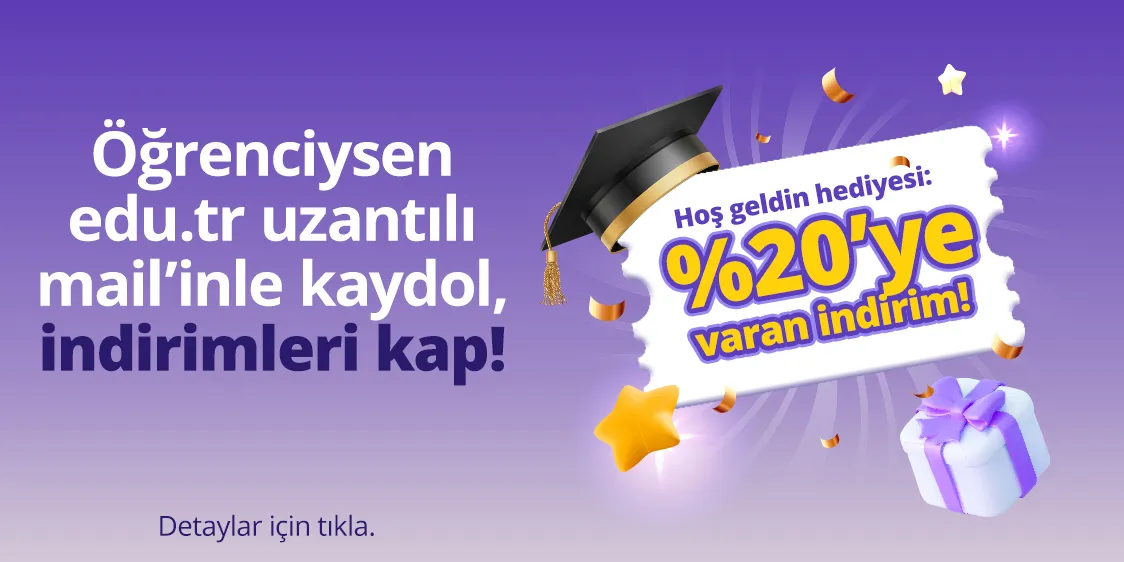 Öğrenciysen
edu.tr uzantılı
mail’inle kaydol,
indirimleri kap!
Detaylar için tıkla.
Hoş geldin hediyesi:
%20’ye
varan indirim!